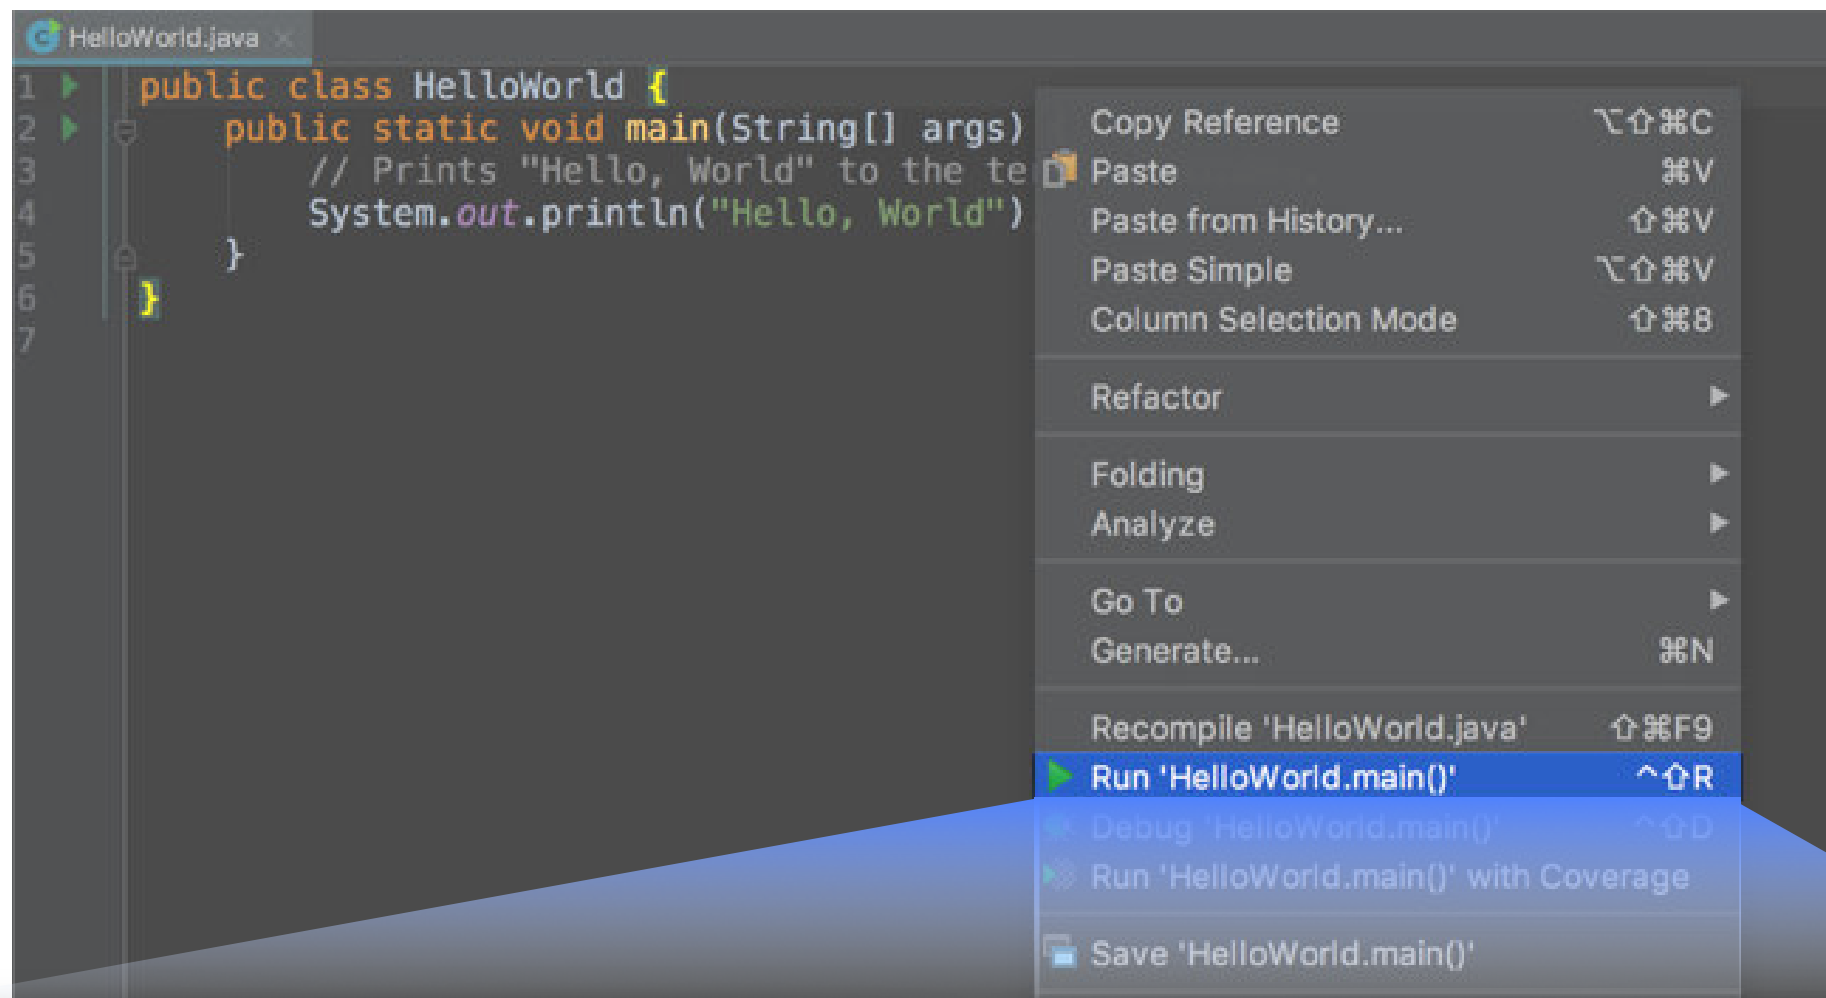 HelloWorld.java
1 public class HelloWorld {
2 public static void main(String[] args)
3 // Prints "Hello, World" to the te
4 System.out.println("Hello, World")
5 }
6 }
7
Copy Reference ⌥⇧⌘C
Paste ⌘V
Paste from History... ⇧⌘V
Paste Simple ⌥⇧⌘V
Column Selection Mode ⇧⌘8
Refactor
Folding
Analyze
Go To
Generate... ⌘N
Recompile 'HelloWorld.java' ⇧⌘F9
Run 'HelloWorld.main()' ^⇧R
Debug 'HelloWorld.main()' ^⇧D
Run 'HelloWorld.main()' with Coverage
Save 'HelloWorld.main()'